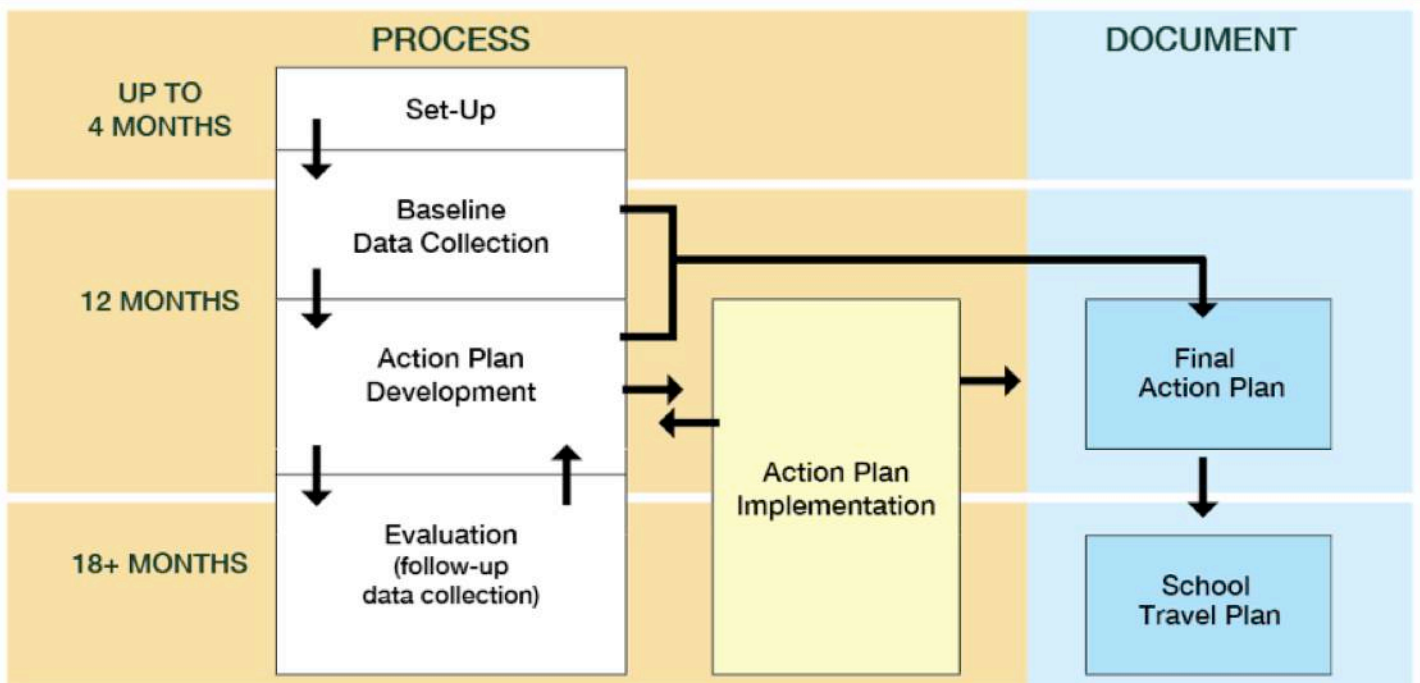 PROCESS
DOCUMENT
UP TO
4 MONTHS
Set-Up
Baseline
Data Collection
12 MONTHS
Action Plan
Development
Final
Action Plan
Action Plan
Implementation
18+ MONTHS
Evaluation
(follow-up
data collection)
School
Travel Plan